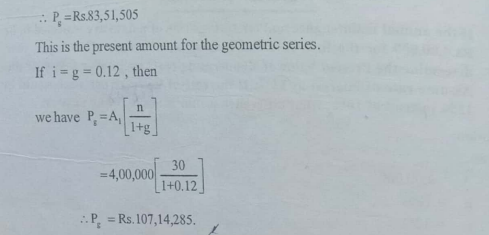 ∴ P_g = Rs.83,51,505
This is the present amount for the geometric series.
If i = g = 0.12 , then
we have P_g = A_1 [n / 1+g]
= 4,00,000 [30 / 1+0.12]
∴ P_g = Rs.107,14,285.